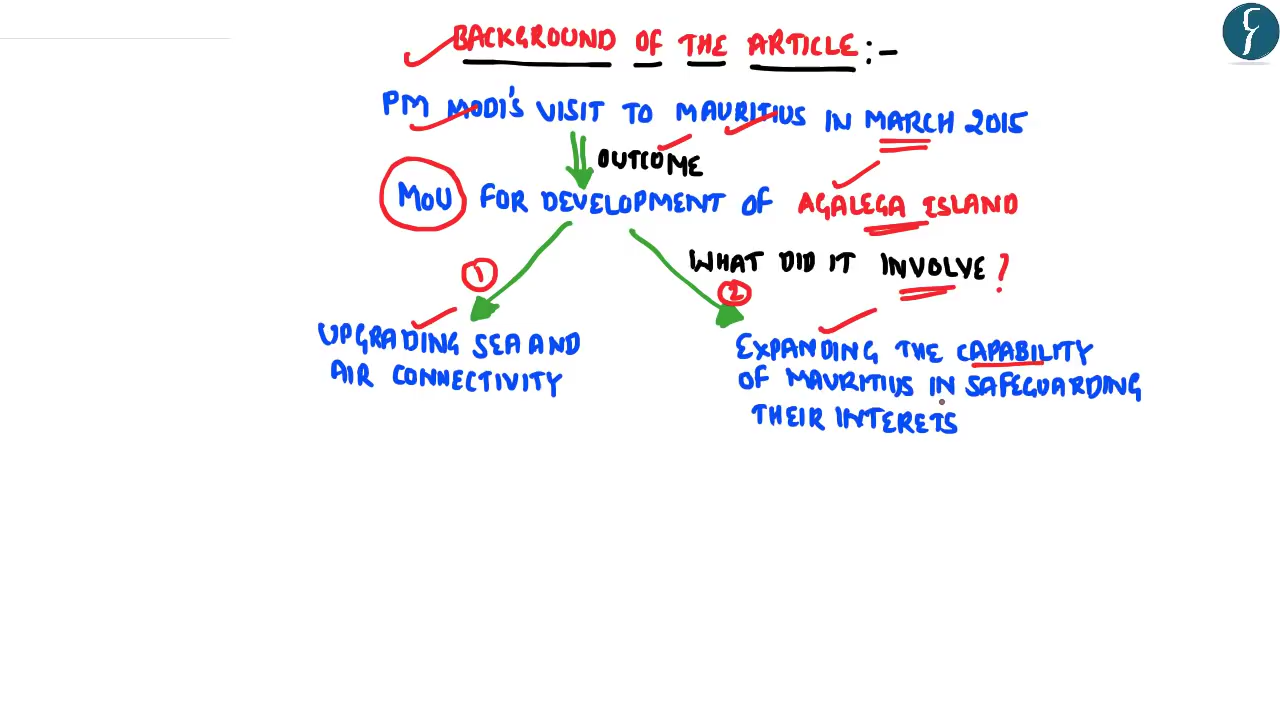 BACKGROUND OF THE ARTICLE :-
PM MODI'S VISIT TO MAURITIUS IN MARCH 2015
OUTCOME
MOU FOR DEVELOPMENT OF AGALEGA ISLAND
WHAT DID IT INVOLVE ?
1
2
UPGRADING SEA AND
AIR CONNECTIVITY
EXPANDING THE CAPABILITY
OF MAURITIUS IN SAFEGUARDING
THEIR INTERETS